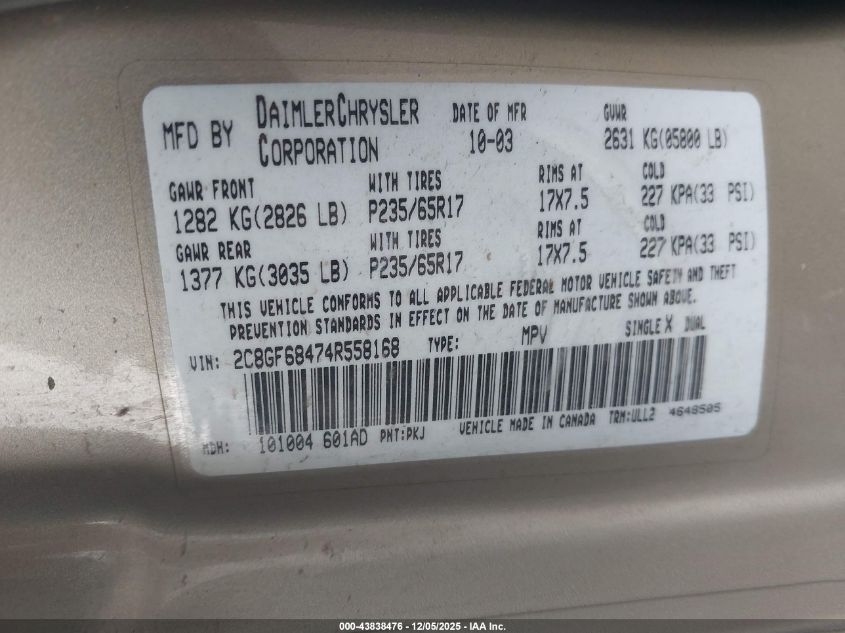 MFD BY DAIMLERCHRYSLER CORPORATION DATE OF MFR 10-03 GVWR 2631 KG(05800 LB)
GAWR FRONT WITH TIRES RIMS AT COLD
1282 KG(2826 LB) P235/65R17 17X7.5 227 KPA(33 PSI)
GAWR REAR WITH TIRES RIMS AT COLD
1377 KG(3035 LB) P235/65R17 17X7.5 227 KPA(33 PSI)
THIS VEHICLE CONFORMS TO ALL APPLICABLE FEDERAL MOTOR VEHICLE SAFETY AND THEFT
PREVENTION STANDARDS IN EFFECT ON THE DATE OF MANUFACTURE SHOWN ABOVE.
VIN: 2C8GF68474R558168 TYPE: MPV SINGLE X DUAL
MDH: 101004 601AD PNT:PKJ VEHICLE MADE IN CANADA TRM:ULL2 4648505
000-43838476 - 12/05/2025 - IAA Inc.